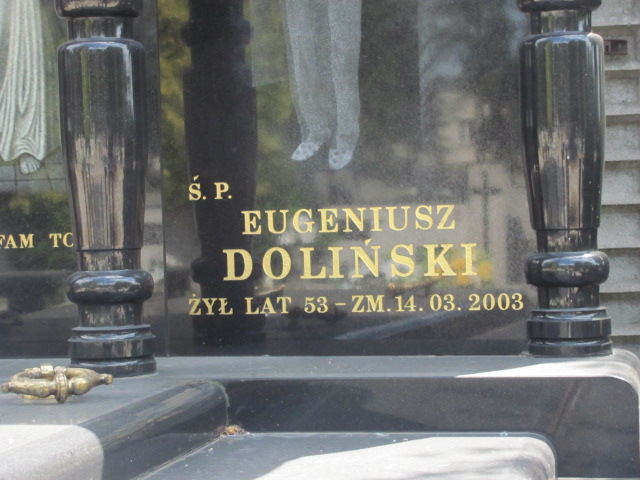 Ś. P.
EUGENIUSZ
DOLIŃSKI
ŻYŁ LAT 53 - ZM. 14. 03. 2003